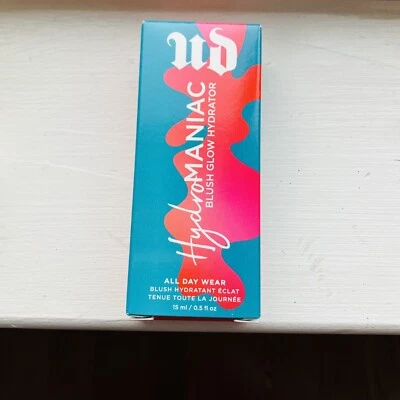 UD
HydroMANIAC
BLUSH GLOW HYDRATOR
ALL DAY WEAR
BLUSH HYDRATANT ÉCLAT
TENUE TOUTE LA JOURNÉE
15 ml / 0.5 fl oz